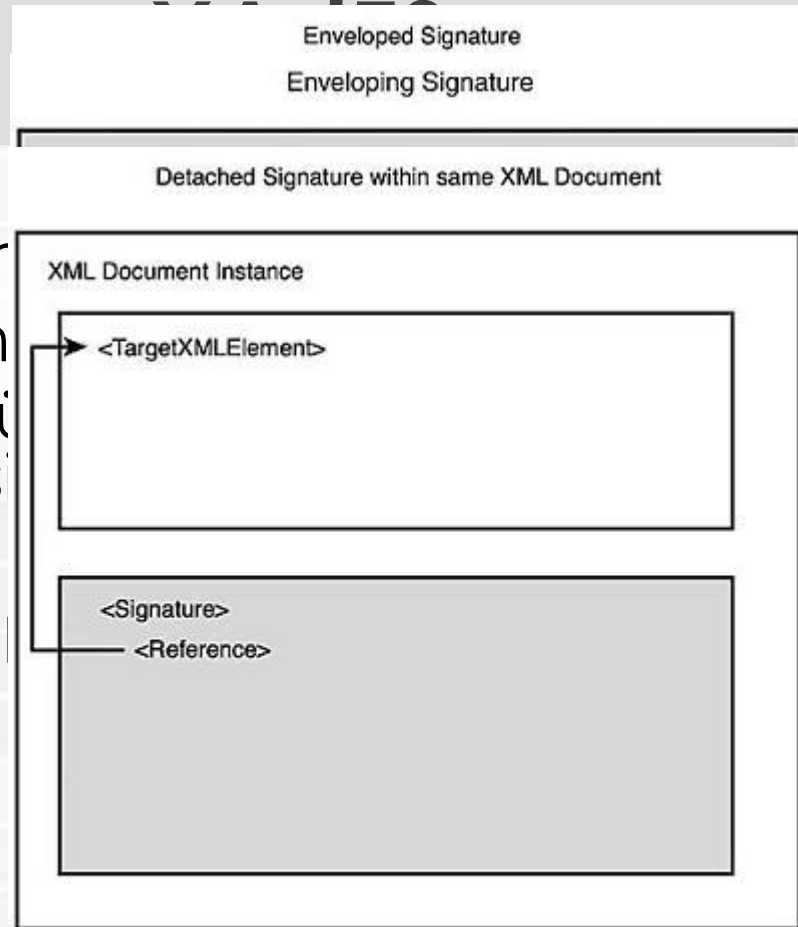 Enveloped Signature
Enveloping Signature
Detached Signature within same XML Document
XML Document Instance
<TargetXMLElement>
<Signature>
<Reference>